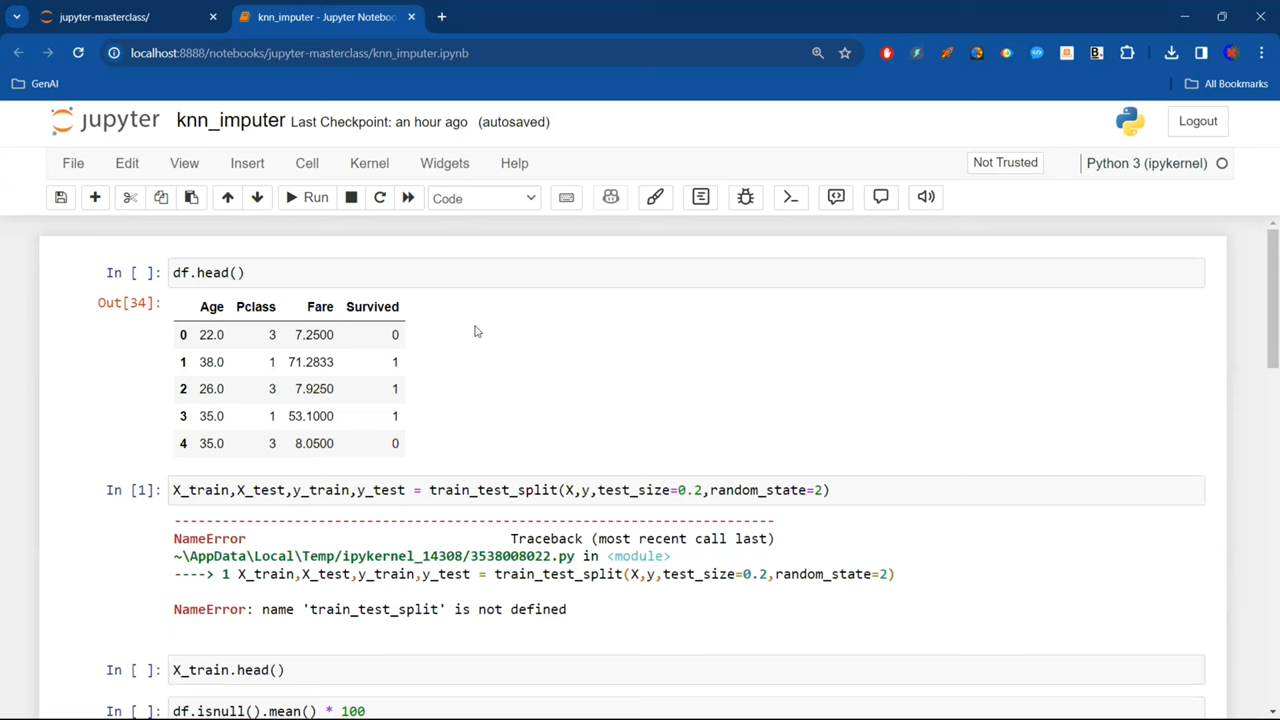 jupyter-masterclass/
knn_imputer - Jupyter Noteboo
localhost:8888/notebooks/jupyter-masterclass/knn_imputer.ipynb
GenAI
All Bookmarks
jupyter knn_imputer Last Checkpoint: an hour ago (autosaved)
Logout
File Edit View Insert Cell Kernel Widgets Help
Not Trusted
Python 3 (ipykernel)
Run
Code
In [ ]: df.head()
Out[34]:
Age Pclass Fare Survived
0 22.0 3 7.2500 0
1 38.0 1 71.2833 1
2 26.0 3 7.9250 1
3 35.0 1 53.1000 1
4 35.0 3 8.0500 0
In [1]: X_train,X_test,y_train,y_test = train_test_split(X,y,test_size=0.2,random_state=2)
---------------------------------------------------------------------------
NameError Traceback (most recent call last)
~\AppData\Local\Temp/ipykernel_14308/3538008022.py in <module>
----> 1 X_train,X_test,y_train,y_test = train_test_split(X,y,test_size=0.2,random_state=2)
NameError: name 'train_test_split' is not defined
In [ ]: X_train.head()
In [ ]: df.isnull().mean() * 100